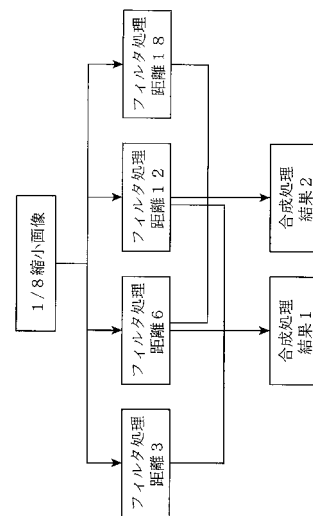 1/8縮小画像
フィルタ処理
距離3
フィルタ処理
距離6
フィルタ処理
距離12
フィルタ処理
距離18
合成処理
結果1
合成処理
結果2